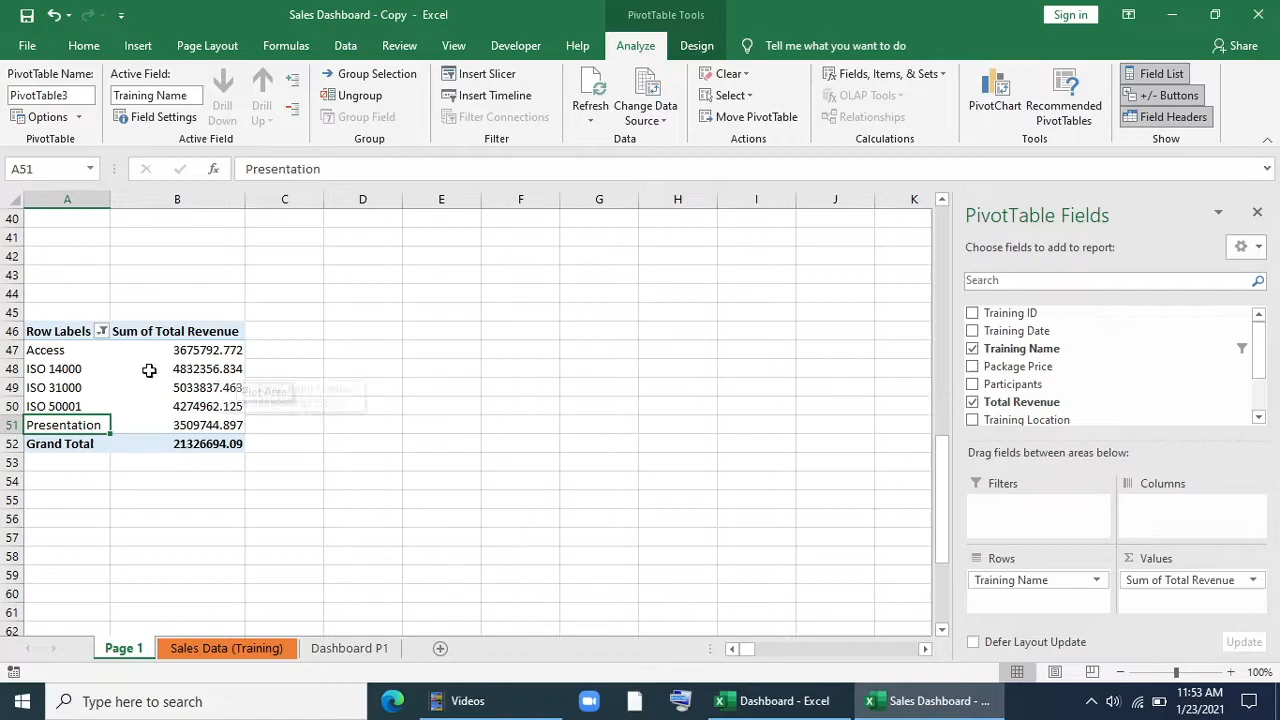 Sales Dashboard - Copy - Excel
PivotTable Tools
Sign in
File
Home
Insert
Page Layout
Formulas
Data
Review
View
Developer
Help
Analyze
Design
Tell me what you want to do
Share
PivotTable Name:
PivotTable3
Options
PivotTable
Active Field:
Training Name
Field Settings
Drill Down
Drill Up
Active Field
Group Selection
Ungroup
Group Field
Group
Insert Slicer
Insert Timeline
Filter Connections
Filter
Refresh
Change Data Source
Data
Clear
Select
Move PivotTable
Actions
Fields, Items, & Sets
OLAP Tools
Relationships
Calculations
PivotChart
Recommended PivotTables
Tools
Field List
+/- Buttons
Field Headers
Show
A51
fx
Presentation
A B C D E F G H I J K
40
41
42
43
44
45
46 Row Labels Sum of Total Revenue
47 Access 3675792.772
48 ISO 14000 4832356.834
49 ISO 31000 5033837.463
50 ISO 50001 4274962.125
51 Presentation 3509744.897
52 Grand Total 21326694.09
53
54
55
56
57
58
59
60
61
62
Plot Area
PivotTable Fields
Choose fields to add to report:
Search
Training ID
Training Date
Training Name
Package Price
Participants
Total Revenue
Training Location
Drag fields between areas below:
Filters
Columns
Rows
Training Name
Σ Values
Sum of Total Revenue
Defer Layout Update
Update
Page 1
Sales Data (Training)
Dashboard P1
100%
Type here to search
Videos
Dashboard - Excel
Sales Dashboard - ...
11:53 AM
1/23/2021